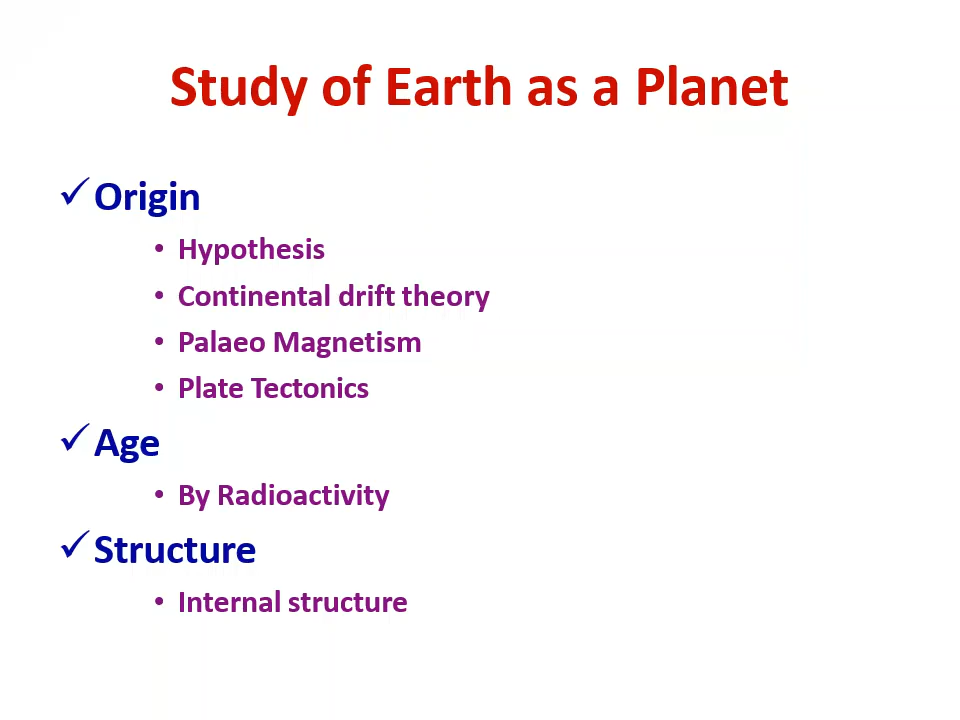 Study of Earth as a Planet
✓ Origin
• Hypothesis
• Continental drift theory
• Palaeo Magnetism
• Plate Tectonics
✓ Age
• By Radioactivity
✓ Structure
• Internal structure